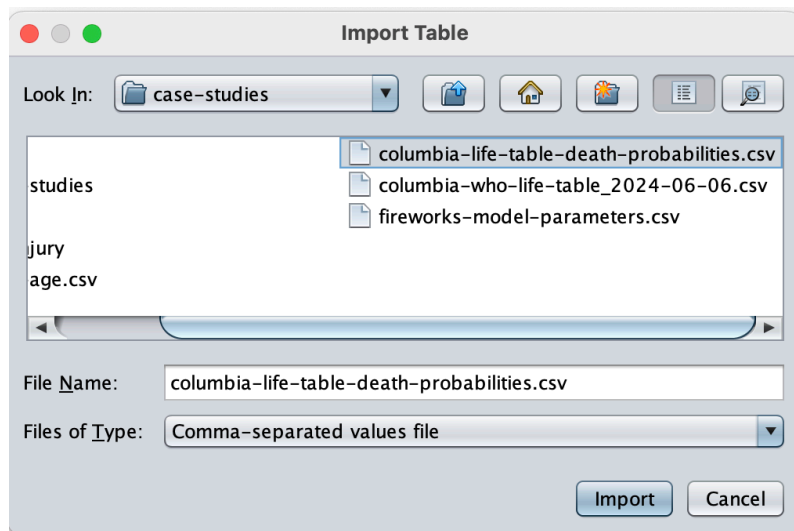 Import Table
Look In: case-studies
columbia-life-table-death-probabilities.csv
studies columbia-who-life-table_2024-06-06.csv
fireworks-model-parameters.csv
jury
age.csv
File Name: columbia-life-table-death-probabilities.csv
Files of Type: Comma-separated values file
Import Cancel